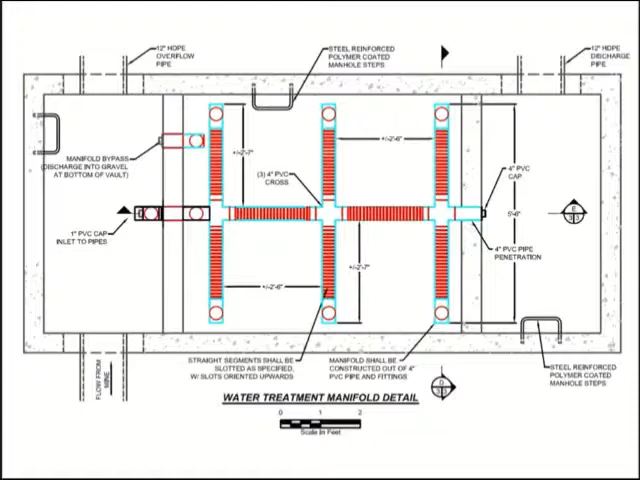 12" HDPE
OVERFLOW
PIPE
STEEL REINFORCED
POLYMER COATED
MANHOLE STEPS
12" HDPE
DISCHARGE
PIPE
MANIFOLD BYPASS
(DISCHARGE INTO GRAVEL
AT BOTTOM OF VAULT)
+/-2'-7"
+/-2'-6"
(3) 4" PVC
CROSS
4" PVC
CAP
5'-6"
1" PVC CAP
INLET TO PIPES
4" PVC PIPE
PENETRATION
+/-2'-7"
+/-2'-6"
STRAIGHT SEGMENTS SHALL BE
SLOTTED AS SPECIFIED,
W/ SLOTS ORIENTED UPWARDS
MANIFOLD SHALL BE
CONSTRUCTED OUT OF 4"
PVC PIPE AND FITTINGS
STEEL REINFORCED
POLYMER COATED
MANHOLE STEPS
FLOW FROM
MINE
WATER TREATMENT MANIFOLD DETAIL
0 1 2
Scale In Feet